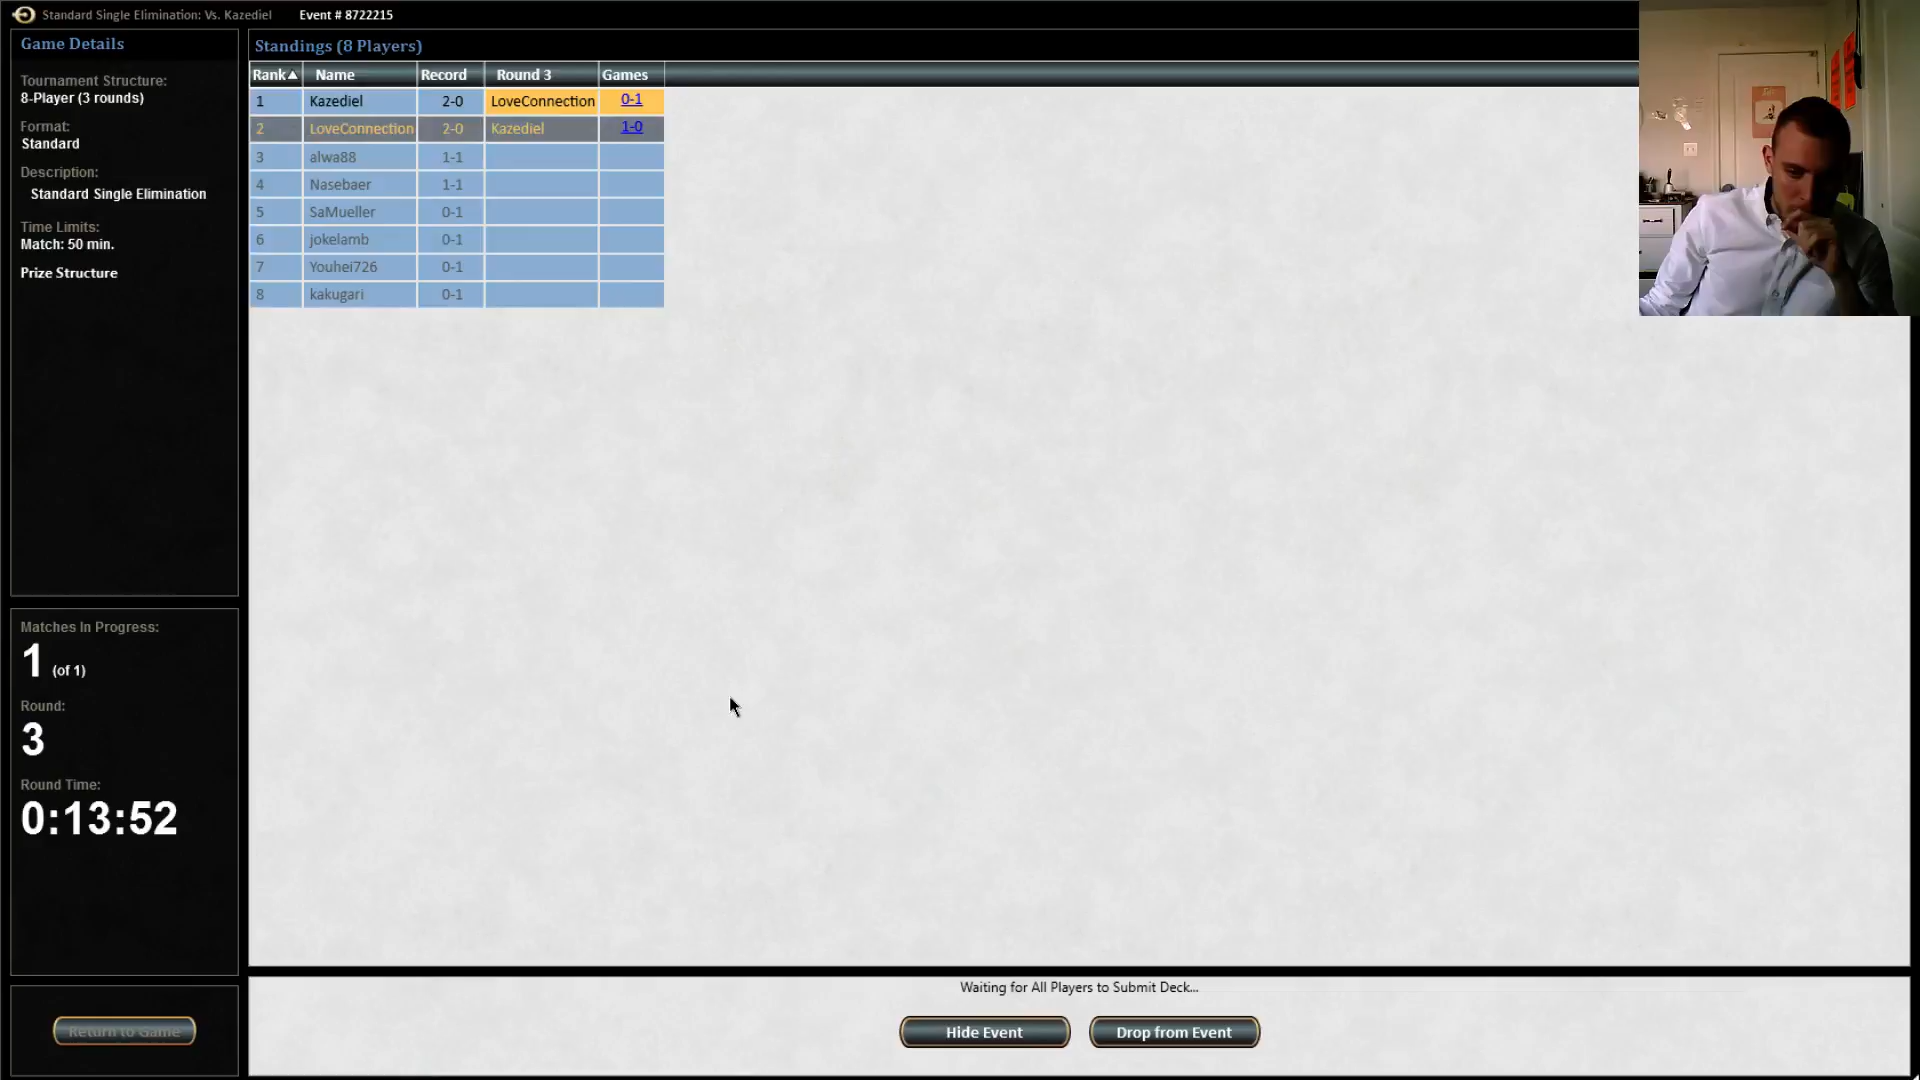 Standard Single Elimination: Vs. Kazediel Event # 8722215
Game Details
Tournament Structure:
8-Player (3 rounds)
Format:
Standard
Description:
Standard Single Elimination
Time Limits:
Match: 50 min.
Prize Structure
Standings (8 Players)
Rank Name Record Round 3 Games
1 Kazediel 2-0 LoveConnection 0-1
2 LoveConnection 2-0 Kazediel 1-0
3 alwa88 1-1
4 Nasebaer 1-1
5 SaMueller 0-1
6 jokelamb 0-1
7 Youhei726 0-1
8 kakugari 0-1
Matches In Progress:
1 (of 1)
Round:
3
Round Time:
0:13:52
Return to Game
Waiting for All Players to Submit Deck...
Hide Event Drop from Event